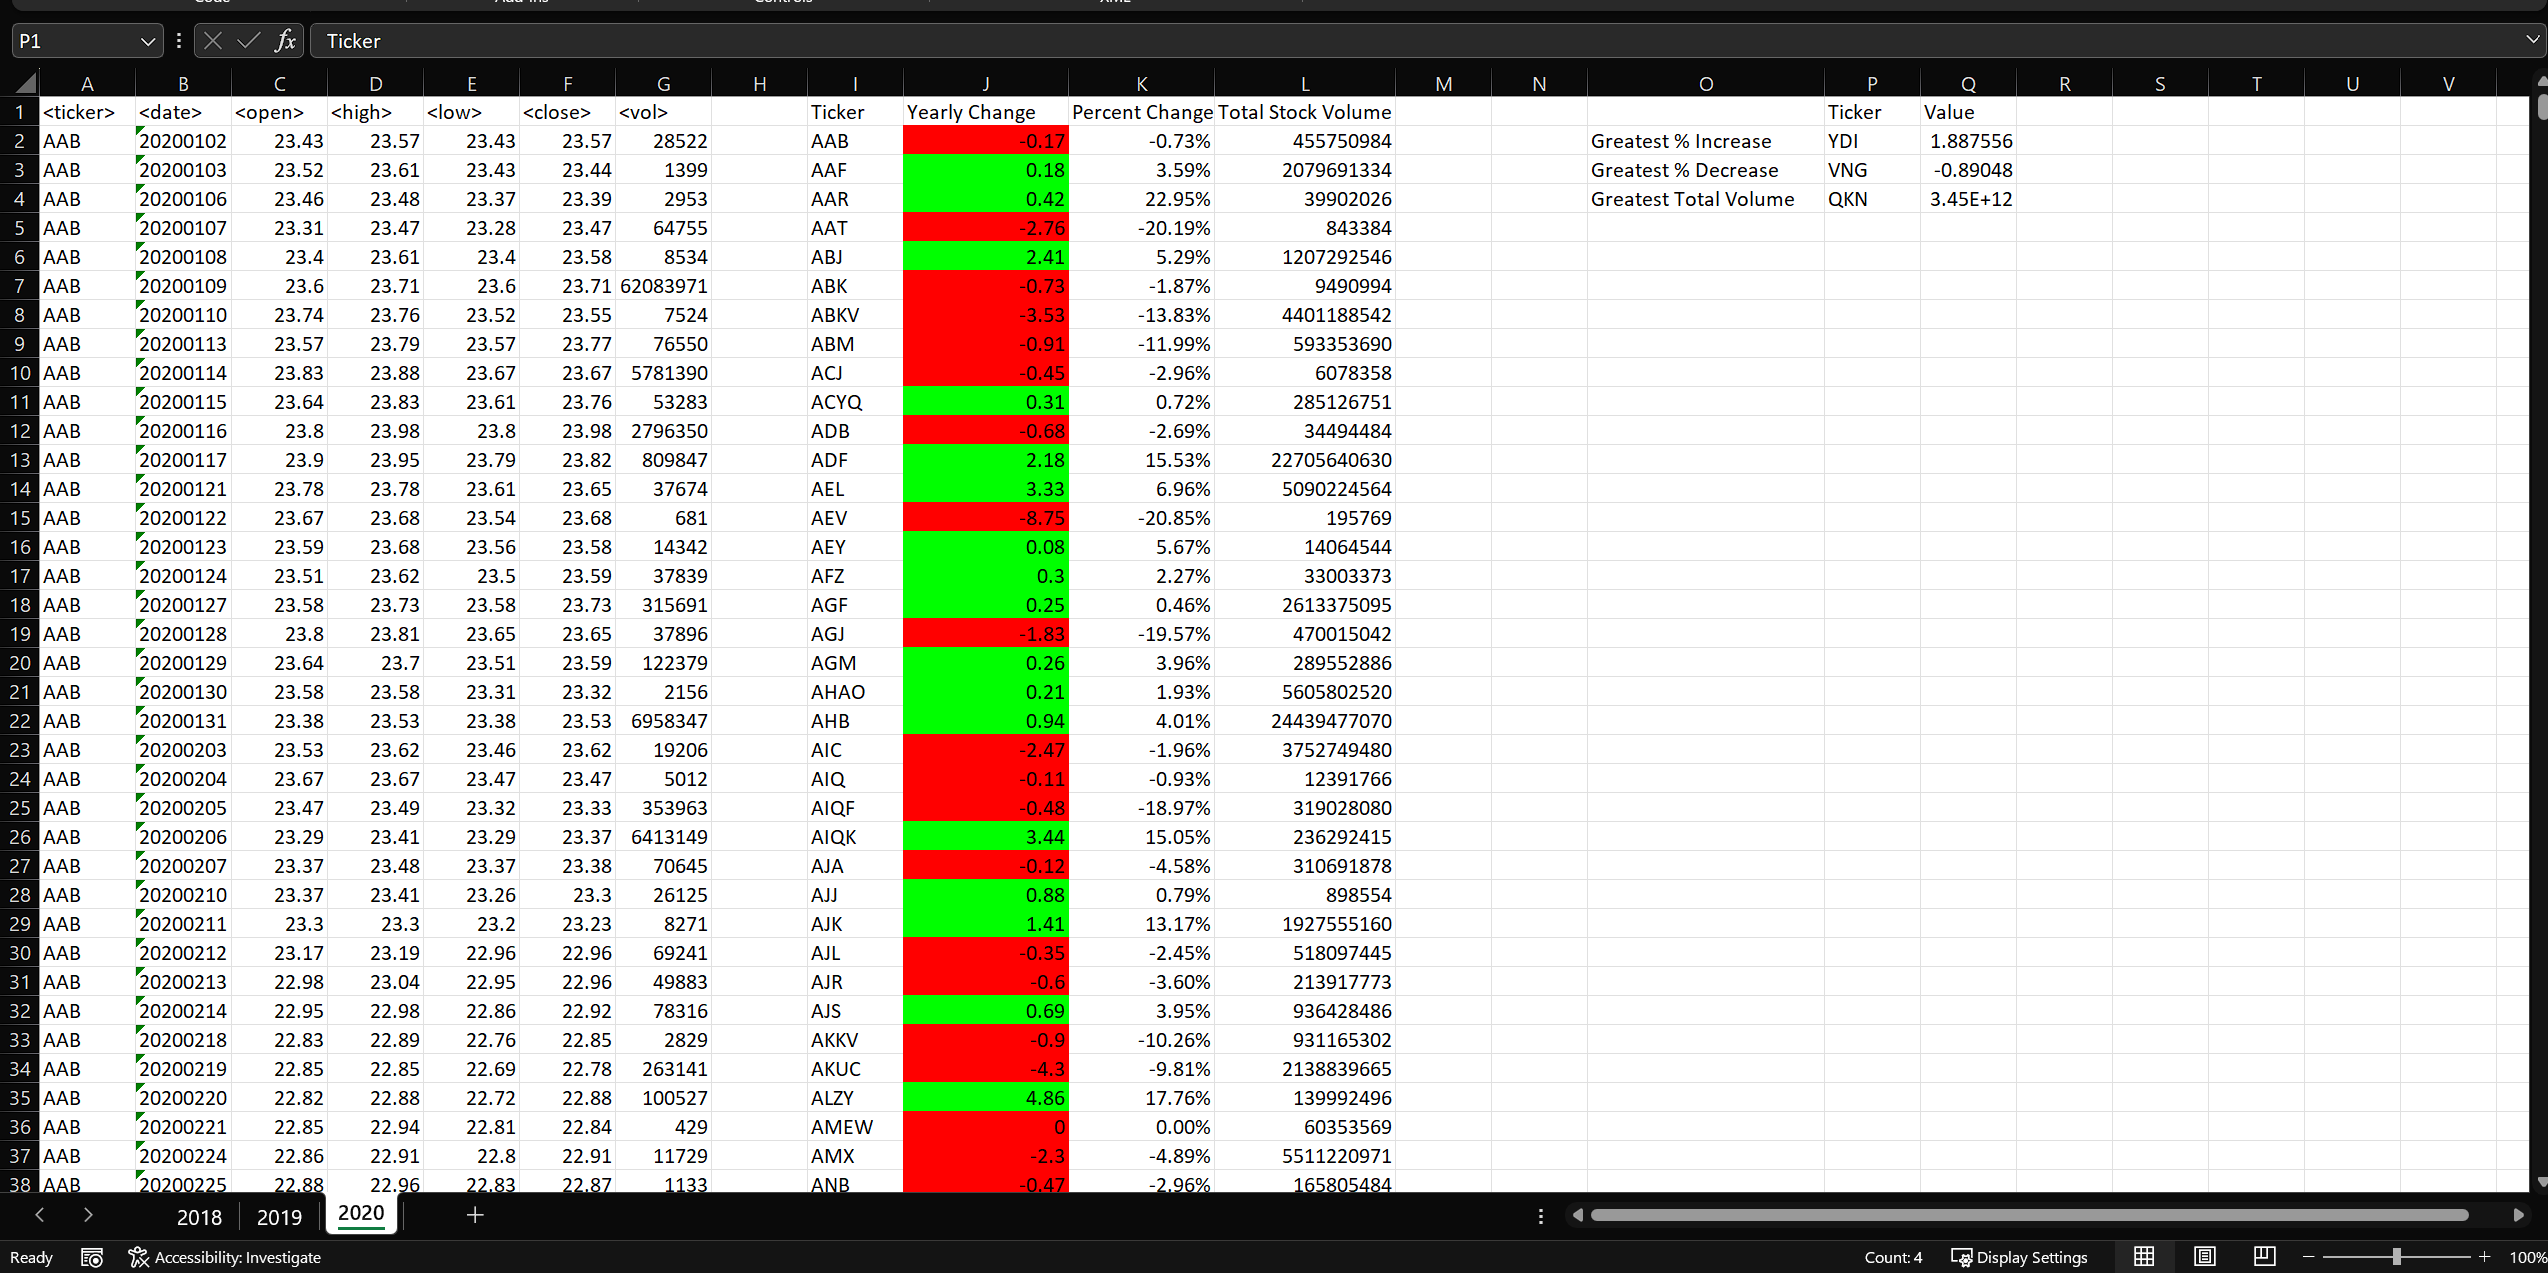 P1 fx Ticker
A B C D E F G H I J K L M N O P Q R S T U V
1 <ticker> <date> <open> <high> <low> <close> <vol> Ticker Yearly Change Percent Change Total Stock Volume Ticker Value
2 AAB 20200102 23.43 23.57 23.43 23.57 28522 AAB -0.17 -0.73% 455750984 Greatest % Increase YDI 1.887556
3 AAB 20200103 23.52 23.61 23.43 23.44 1399 AAF 0.18 3.59% 2079691334 Greatest % Decrease VNG -0.89048
4 AAB 20200106 23.46 23.48 23.37 23.39 2953 AAR 0.42 22.95% 39902026 Greatest Total Volume QKN 3.45E+12
5 AAB 20200107 23.31 23.47 23.28 23.47 64755 AAT -2.76 -20.19% 843384
6 AAB 20200108 23.4 23.61 23.4 23.58 8534 ABJ 2.41 5.29% 1207292546
7 AAB 20200109 23.6 23.71 23.6 23.71 62083971 ABK -0.73 -1.87% 9490994
8 AAB 20200110 23.74 23.76 23.52 23.55 7524 ABKV -3.53 -13.83% 4401188542
9 AAB 20200113 23.57 23.79 23.57 23.77 76550 ABM -0.91 -11.99% 593353690
10 AAB 20200114 23.83 23.88 23.67 23.67 5781390 ACJ -0.45 -2.96% 6078358
11 AAB 20200115 23.64 23.83 23.61 23.76 53283 ACYQ 0.31 0.72% 285126751
12 AAB 20200116 23.8 23.98 23.8 23.98 2796350 ADB -0.68 -2.69% 34494484
13 AAB 20200117 23.9 23.95 23.79 23.82 809847 ADF 2.18 15.53% 22705640630
14 AAB 20200121 23.78 23.78 23.61 23.65 37674 AEL 3.33 6.96% 5090224564
15 AAB 20200122 23.67 23.68 23.54 23.68 681 AEV -8.75 -20.85% 195769
16 AAB 20200123 23.59 23.68 23.56 23.58 14342 AEY 0.08 5.67% 14064544
17 AAB 20200124 23.51 23.62 23.5 23.59 37839 AFZ 0.3 2.27% 33003373
18 AAB 20200127 23.58 23.73 23.58 23.73 315691 AGF 0.25 0.46% 2613375095
19 AAB 20200128 23.8 23.81 23.65 23.65 37896 AGJ -1.83 -19.57% 470015042
20 AAB 20200129 23.64 23.7 23.51 23.59 122379 AGM 0.26 3.96% 289552886
21 AAB 20200130 23.58 23.58 23.31 23.32 2156 AHAO 0.21 1.93% 5605802520
22 AAB 20200131 23.38 23.53 23.38 23.53 6958347 AHB 0.94 4.01% 24439477070
23 AAB 20200203 23.53 23.62 23.46 23.62 19206 AIC -2.47 -1.96% 3752749480
24 AAB 20200204 23.67 23.67 23.47 23.47 5012 AIQ -0.11 -0.93% 12391766
25 AAB 20200205 23.47 23.49 23.32 23.33 353963 AIQF -0.48 -18.97% 319028080
26 AAB 20200206 23.29 23.41 23.29 23.37 6413149 AIQK 3.44 15.05% 236292415
27 AAB 20200207 23.37 23.48 23.37 23.38 70645 AJA -0.12 -4.58% 310691878
28 AAB 20200210 23.37 23.41 23.26 23.3 26125 AJJ 0.88 0.79% 898554
29 AAB 20200211 23.3 23.3 23.2 23.23 8271 AJK 1.41 13.17% 1927555160
30 AAB 20200212 23.17 23.19 22.96 22.96 69241 AJL -0.35 -2.45% 518097445
31 AAB 20200213 22.98 23.04 22.95 22.96 49883 AJR -0.6 -3.60% 213917773
32 AAB 20200214 22.95 22.98 22.86 22.92 78316 AJS 0.69 3.95% 936428486
33 AAB 20200218 22.83 22.89 22.76 22.85 2829 AKKV -0.9 -10.26% 931165302
34 AAB 20200219 22.85 22.85 22.69 22.78 263141 AKUC -4.3 -9.81% 2138839665
35 AAB 20200220 22.82 22.88 22.72 22.88 100527 ALZY 4.86 17.76% 139992496
36 AAB 20200221 22.85 22.94 22.81 22.84 429 AMEW 0 0.00% 60353569
37 AAB 20200224 22.86 22.91 22.8 22.91 11729 AMX -2.3 -4.89% 5511220971
38 AAB 20200225 22.88 22.96 22.83 22.87 1133 ANB -0.47 -2.96% 165805484
2018 2019 2020
Ready Accessibility: Investigate Count: 4 Display Settings 100%